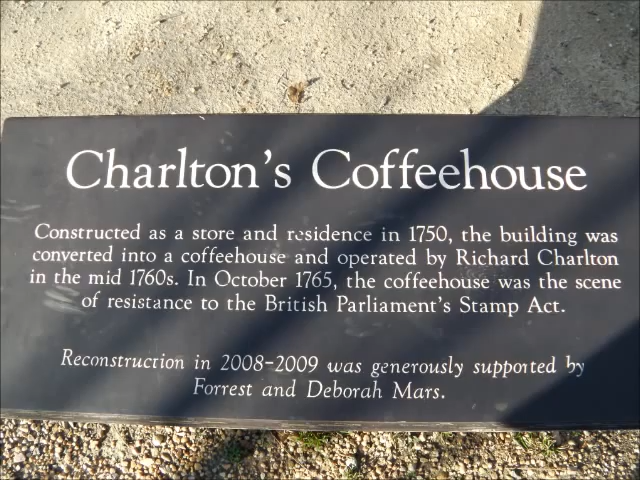 Charlton's Coffeehouse
Constructed as a store and residence in 1750, the building was
converted into a coffeehouse and operated by Richard Charlton
in the mid 1760s. In October 1765, the coffeehouse was the scene
of resistance to the British Parliament's Stamp Act.
Reconstruction in 2008-2009 was generously supported by
Forrest and Deborah Mars.